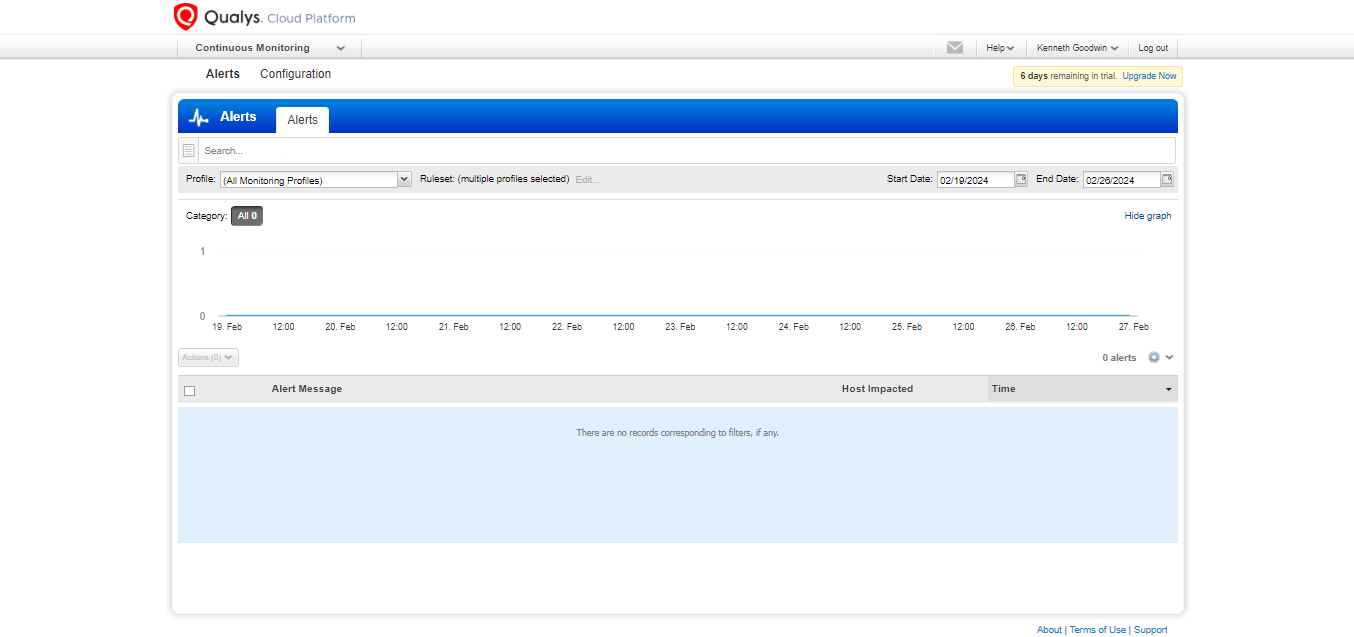 Qualys. Cloud Platform
Continuous Monitoring Help Kenneth Goodwin Log out
Alerts Configuration
6 days remaining in trial. Upgrade Now
Alerts Alerts
Search...
Profile: (All Monitoring Profiles) Ruleset: (multiple profiles selected) Edit... Start Date: 02/19/2024 End Date: 02/26/2024
Category: All 0 Hide graph
1
0
19. Feb 12:00 20. Feb 12:00 21. Feb 12:00 22. Feb 12:00 23. Feb 12:00 24. Feb 12:00 25. Feb 12:00 26. Feb 12:00 27. Feb
Actions (0) 0 alerts
Alert Message Host Impacted Time
There are no records corresponding to filters, if any.
About | Terms of Use | Support